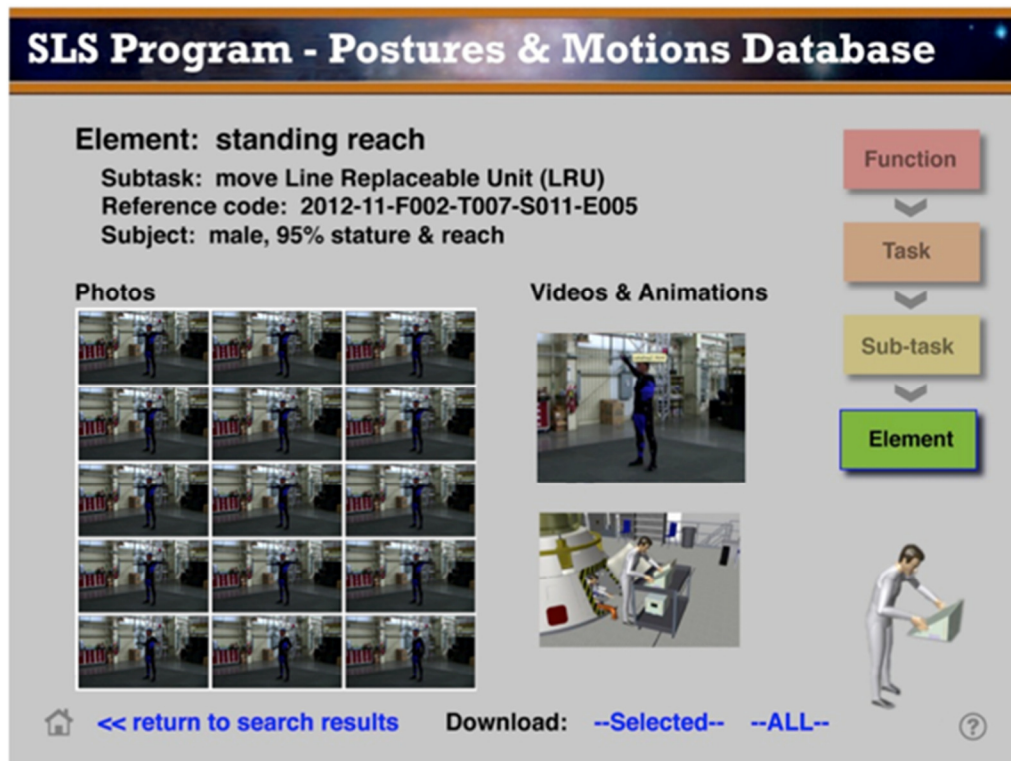 SLS Program - Postures & Motions Database
Element: standing reach
Subtask: move Line Replaceable Unit (LRU)
Reference code: 2012-11-F002-T007-S011-E005
Subject: male, 95% stature & reach
Function
Task
Sub-task
Element
Photos
Videos & Animations
<< return to search results
Download:
--Selected--
--ALL--
?